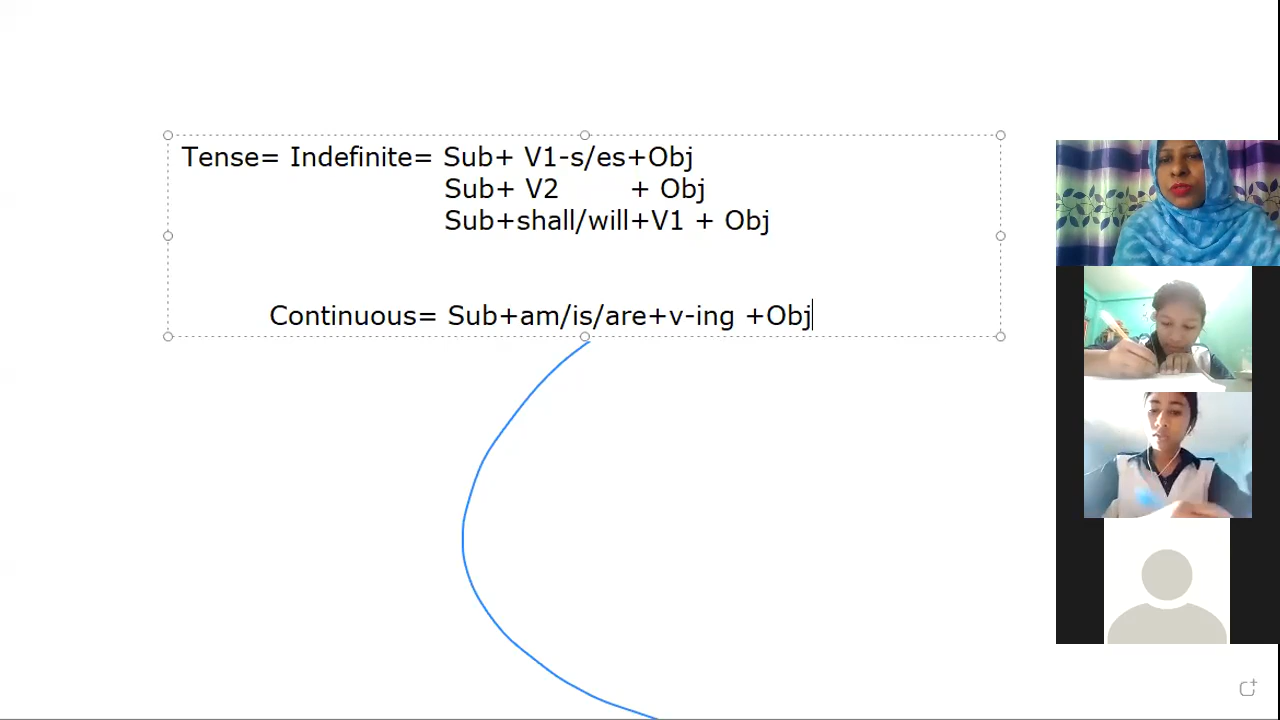 Tense= Indefinite= Sub+ V1-s/es+Obj
Sub+ V2 + Obj
Sub+shall/will+V1 + Obj
Continuous= Sub+am/is/are+v-ing +Obj